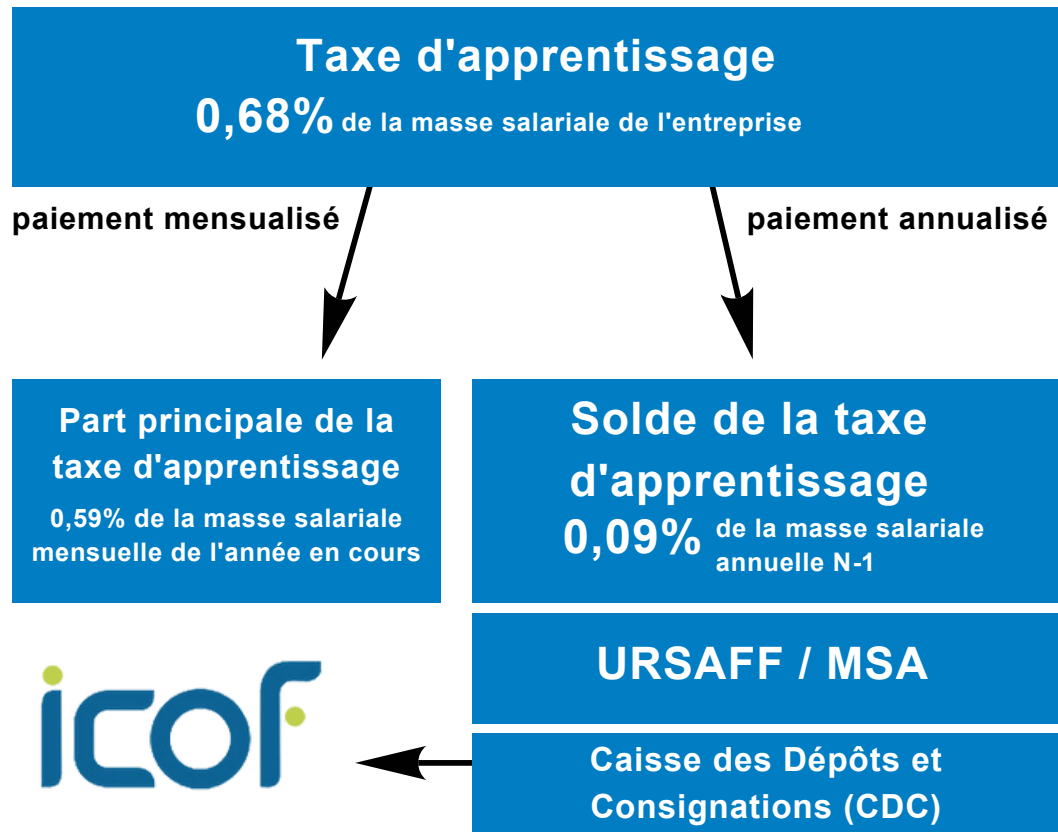 Taxe d'apprentissage
0,68% de la masse salariale de l'entreprise
paiement mensualisé
paiement annualisé
Part principale de la
taxe d'apprentissage
0,59% de la masse salariale
mensuelle de l'année en cours
Solde de la taxe
d'apprentissage
0,09% de la masse salariale
annuelle N-1
URSAFF / MSA
icof
Caisse des Dépôts et
Consignations (CDC)